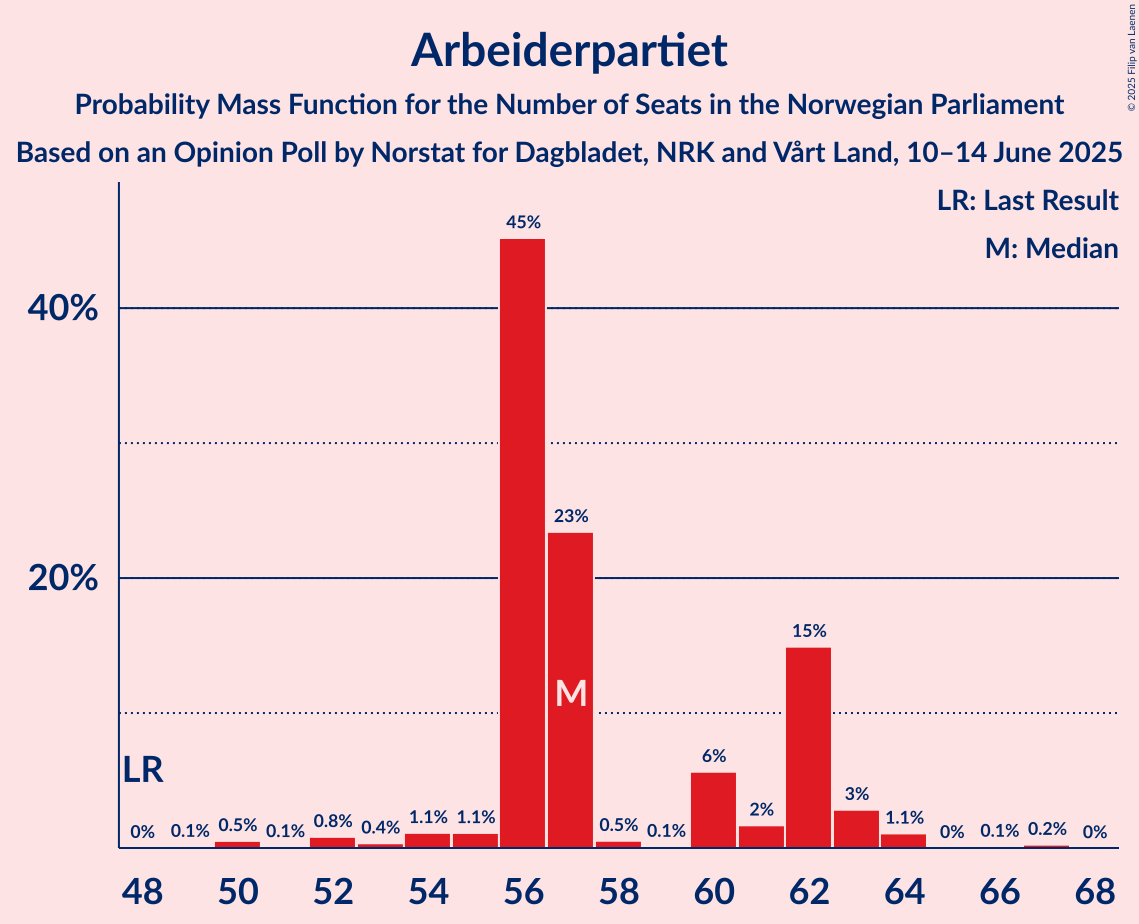 Arbeiderpartiet
Probability Mass Function for the Number of Seats in the Norwegian Parliament
Based on an Opinion Poll by Norstat for Dagbladet, NRK and Vårt Land, 10–14 June 2025
© 2025 Filip van Laenen
LR: Last Result
M: Median
40%
20%
LR
M
0% 0.1% 0.5% 0.1% 0.8% 0.4% 1.1% 1.1% 45% 23% 0.5% 0.1% 6% 2% 15% 3% 1.1% 0% 0.1% 0.2% 0%
48 50 52 54 56 58 60 62 64 66 68